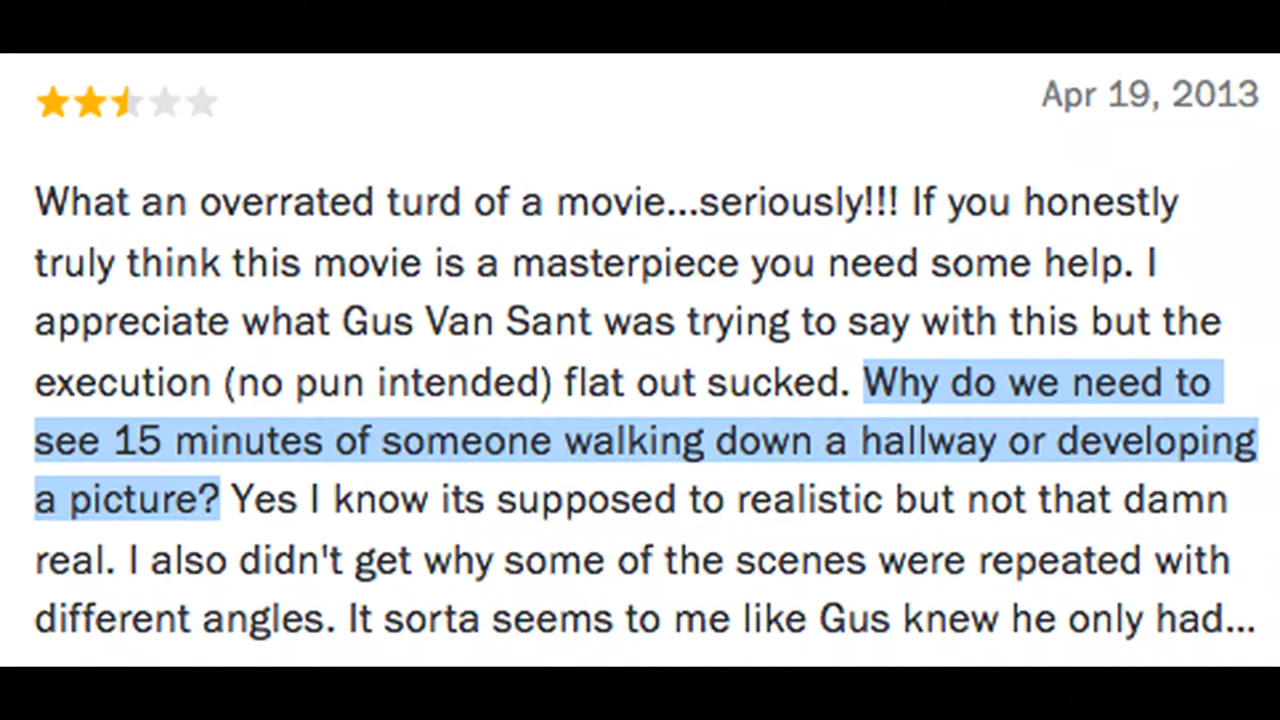 Apr 19, 2013
What an overrated turd of a movie...seriously!!! If you honestly
truly think this movie is a masterpiece you need some help. I
appreciate what Gus Van Sant was trying to say with this but the
execution (no pun intended) flat out sucked. Why do we need to
see 15 minutes of someone walking down a hallway or developing
a picture? Yes I know its supposed to realistic but not that damn
real. I also didn't get why some of the scenes were repeated with
different angles. It sorta seems to me like Gus knew he only had...